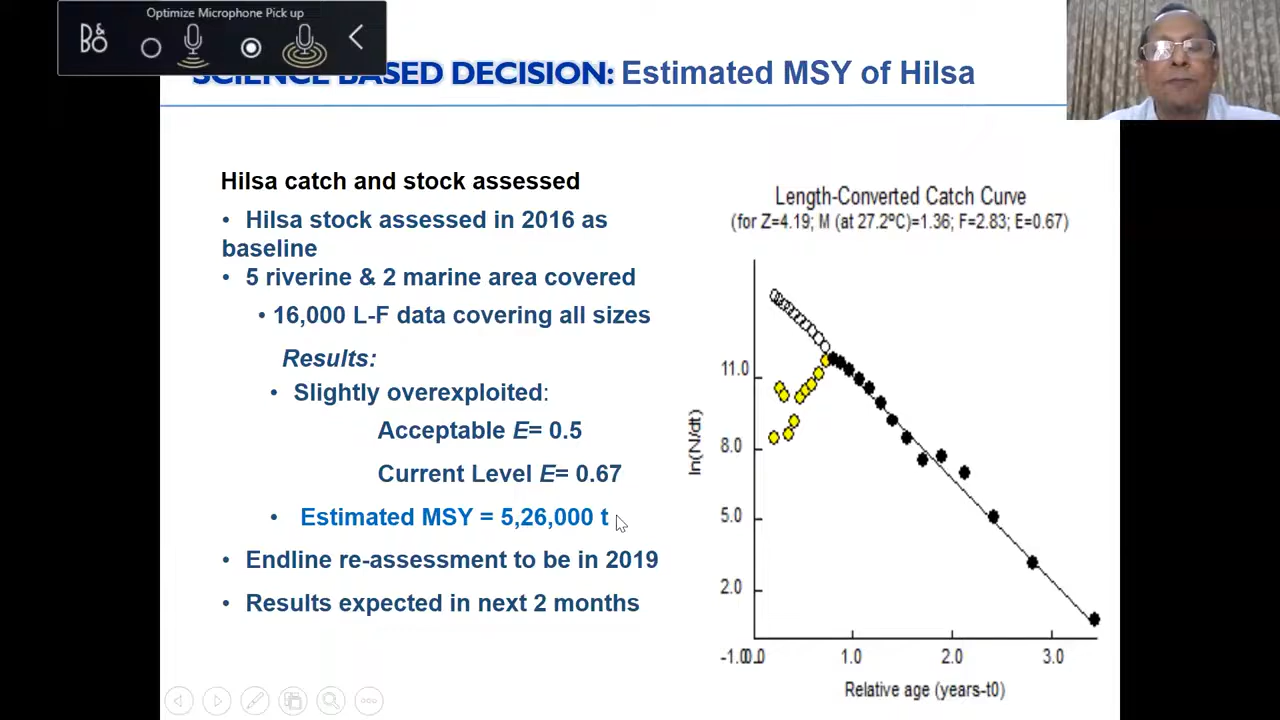 Optimize Microphone Pick up
B&O
SCIENCE BASED DECISION: Estimated MSY of Hilsa
Hilsa catch and stock assessed
• Hilsa stock assessed in 2016 as
baseline
• 5 riverine & 2 marine area covered
• 16,000 L-F data covering all sizes
Results:
• Slightly overexploited:
Acceptable E= 0.5
Current Level E= 0.67
• Estimated MSY = 5,26,000 t
• Endline re-assessment to be in 2019
• Results expected in next 2 months
Length-Converted Catch Curve
(for Z=4.19; M (at 27.2ºC)=1.36; F=2.83; E=0.67)
11.0
8.0
5.0
2.0
ln(N/dt)
-1.0
0.0
1.0
2.0
3.0
Relative age (years-t0)